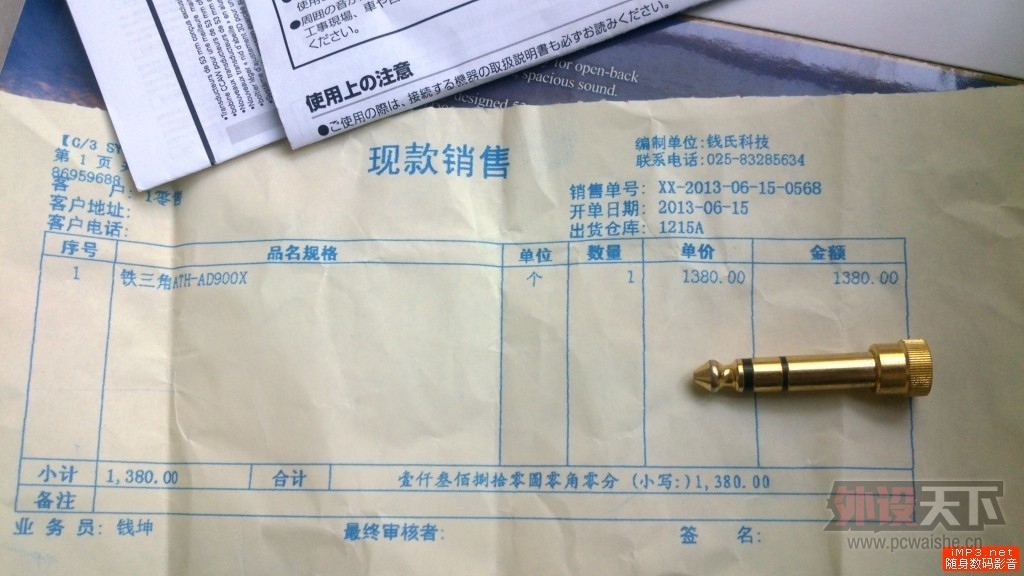 使用
●周囲の音が
工事現場、車や自
ください。
使用上の注意
●ご使用の際は、接続する機器の取扱説明書も必ずお読みください。
for open-back
spacious sound.
designed
【G/3
第 1 页
86959688
现款销售
编制单位:钱氏科技
联系电话:025-83285634
客 户: 1零售
客户地址:
客户电话:
销售单号: XX-2013-06-15-0568
开单日期: 2013-06-15
出货仓库: 1215A
序号 品名规格 单位 数量 单价 金额
1 铁三角ATH-AD900X 个 1 1380.00 1380.00
小计 1,380.00 合计 壹仟叁佰捌拾零圆零角零分 (小写:)1,380.00
备注
业 务 员: 钱坤 最终审核者: 签 名:
外设天下
www.pcwaishe.cn
iMP3.net
随身数码影音